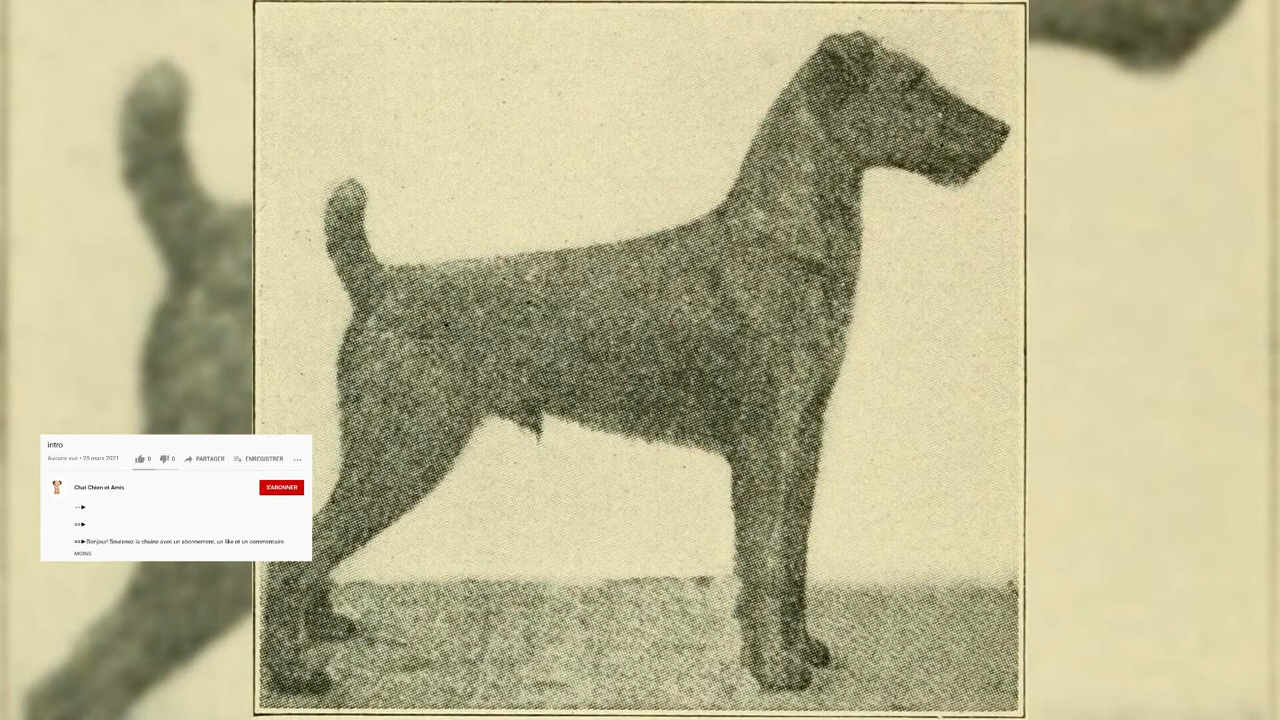 intro
Aucune vue • 25 mars 2021
0 0 PARTAGER ENREGISTRER ...
Chat Chien et Amis S'ABONNER
Bonjour! Soutenez la chaine avec un abonnement, un like et un commentaire
MOINS